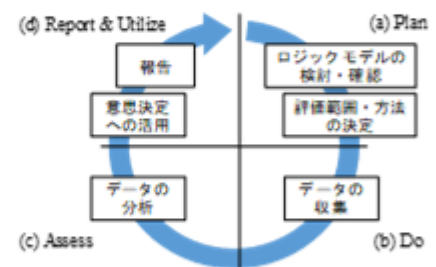 (d) Report & Utilize
(a) Plan
報告
ロジックモデルの
検討・確認
意思決定
への活用
評価範囲・方法
の決定
データの
分析
データの
収集
(c) Assess
(b) Do